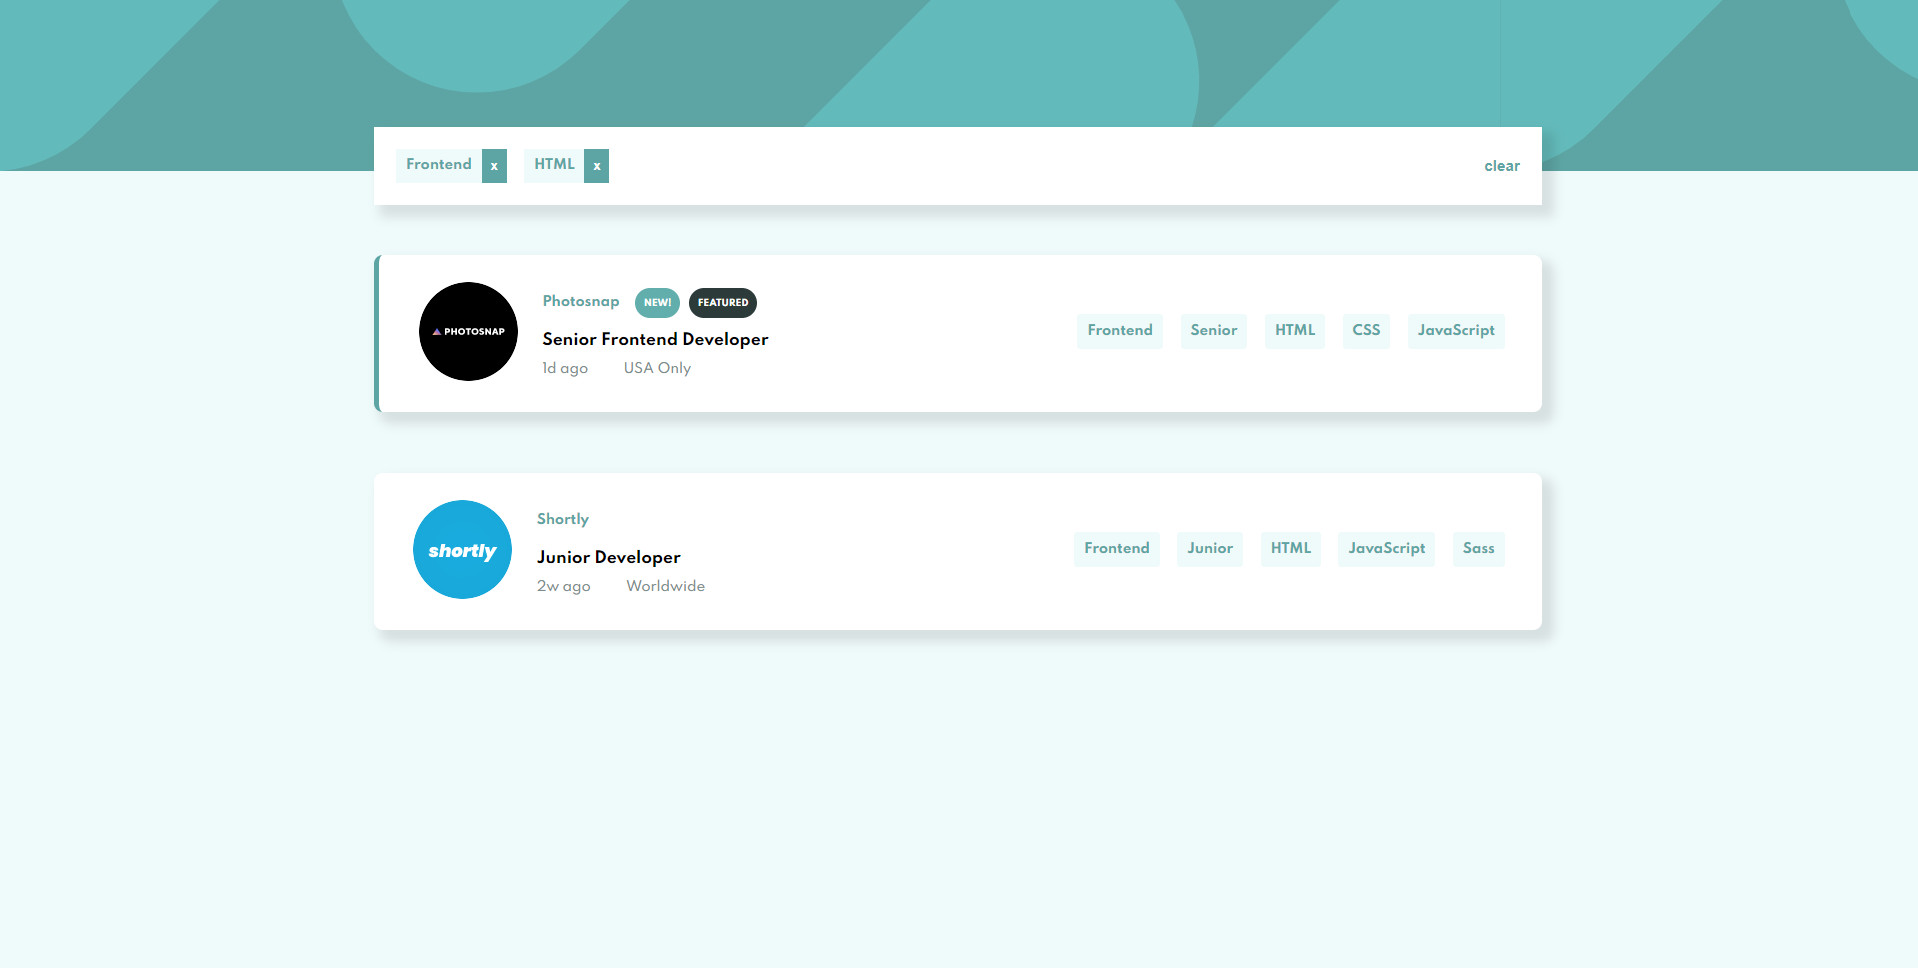 Frontend x HTML x clear
PHOTOSNAP
Photosnap NEW! FEATURED
Senior Frontend Developer
1d ago USA Only
Frontend Senior HTML CSS JavaScript
shortly
Shortly
Junior Developer
2w ago Worldwide
Frontend Junior HTML JavaScript Sass